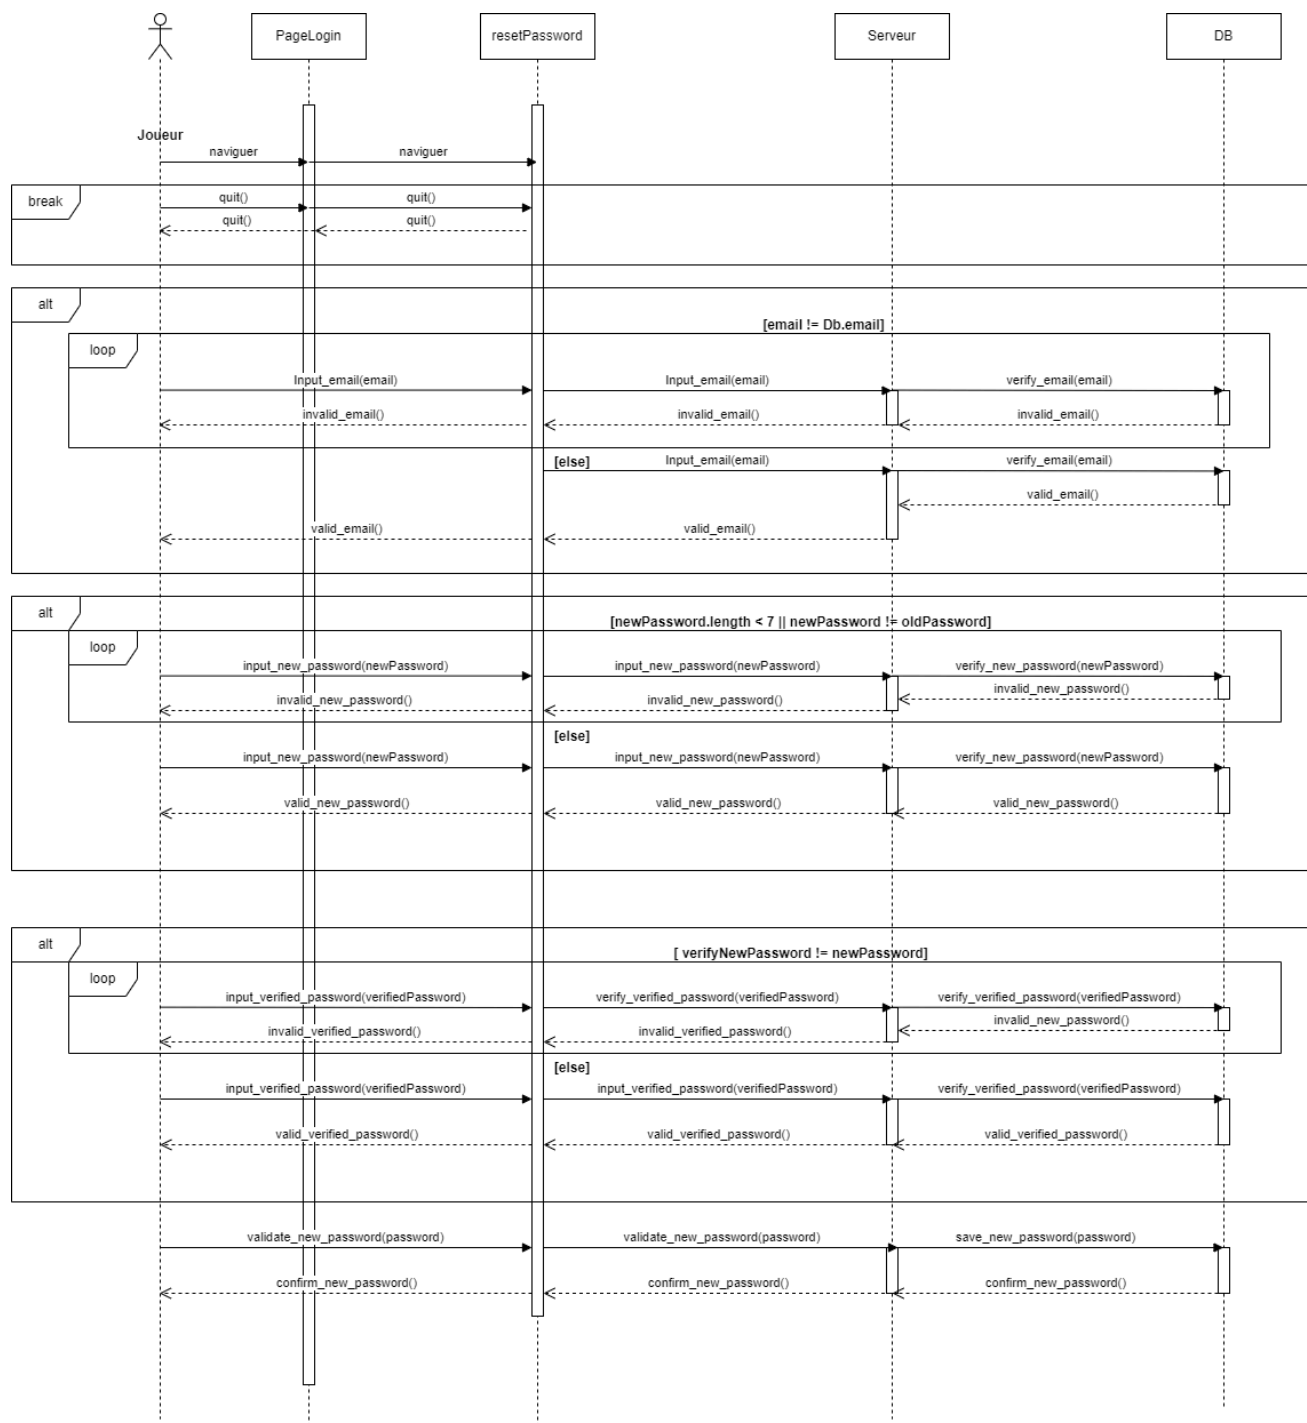 PageLogin
resetPassword
Serveur
DB
Joueur
naviguer
naviguer
break
quit()
quit()
quit()
quit()
alt
[email != Db.email]
loop
Input_email(email)
Input_email(email)
verify_email(email)
invalid_email()
invalid_email()
invalid_email()
[else]
Input_email(email)
verify_email(email)
valid_email()
valid_email()
valid_email()
alt
[newPassword.length < 7 || newPassword != oldPassword]
loop
input_new_password(newPassword)
input_new_password(newPassword)
verify_new_password(newPassword)
invalid_new_password()
invalid_new_password()
invalid_new_password()
[else]
input_new_password(newPassword)
input_new_password(newPassword)
verify_new_password(newPassword)
valid_new_password()
valid_new_password()
valid_new_password()
alt
[ verifyNewPassword != newPassword]
loop
input_verified_password(verifiedPassword)
verify_verified_password(verifiedPassword)
verify_verified_password(verifiedPassword)
invalid_new_password()
invalid_verified_password()
invalid_verified_password()
[else]
input_verified_password(verifiedPassword)
input_verified_password(verifiedPassword)
verify_verified_password(verifiedPassword)
valid_verified_password()
valid_verified_password()
valid_verified_password()
validate_new_password(password)
validate_new_password(password)
save_new_password(password)
confirm_new_password()
confirm_new_password()
confirm_new_password()